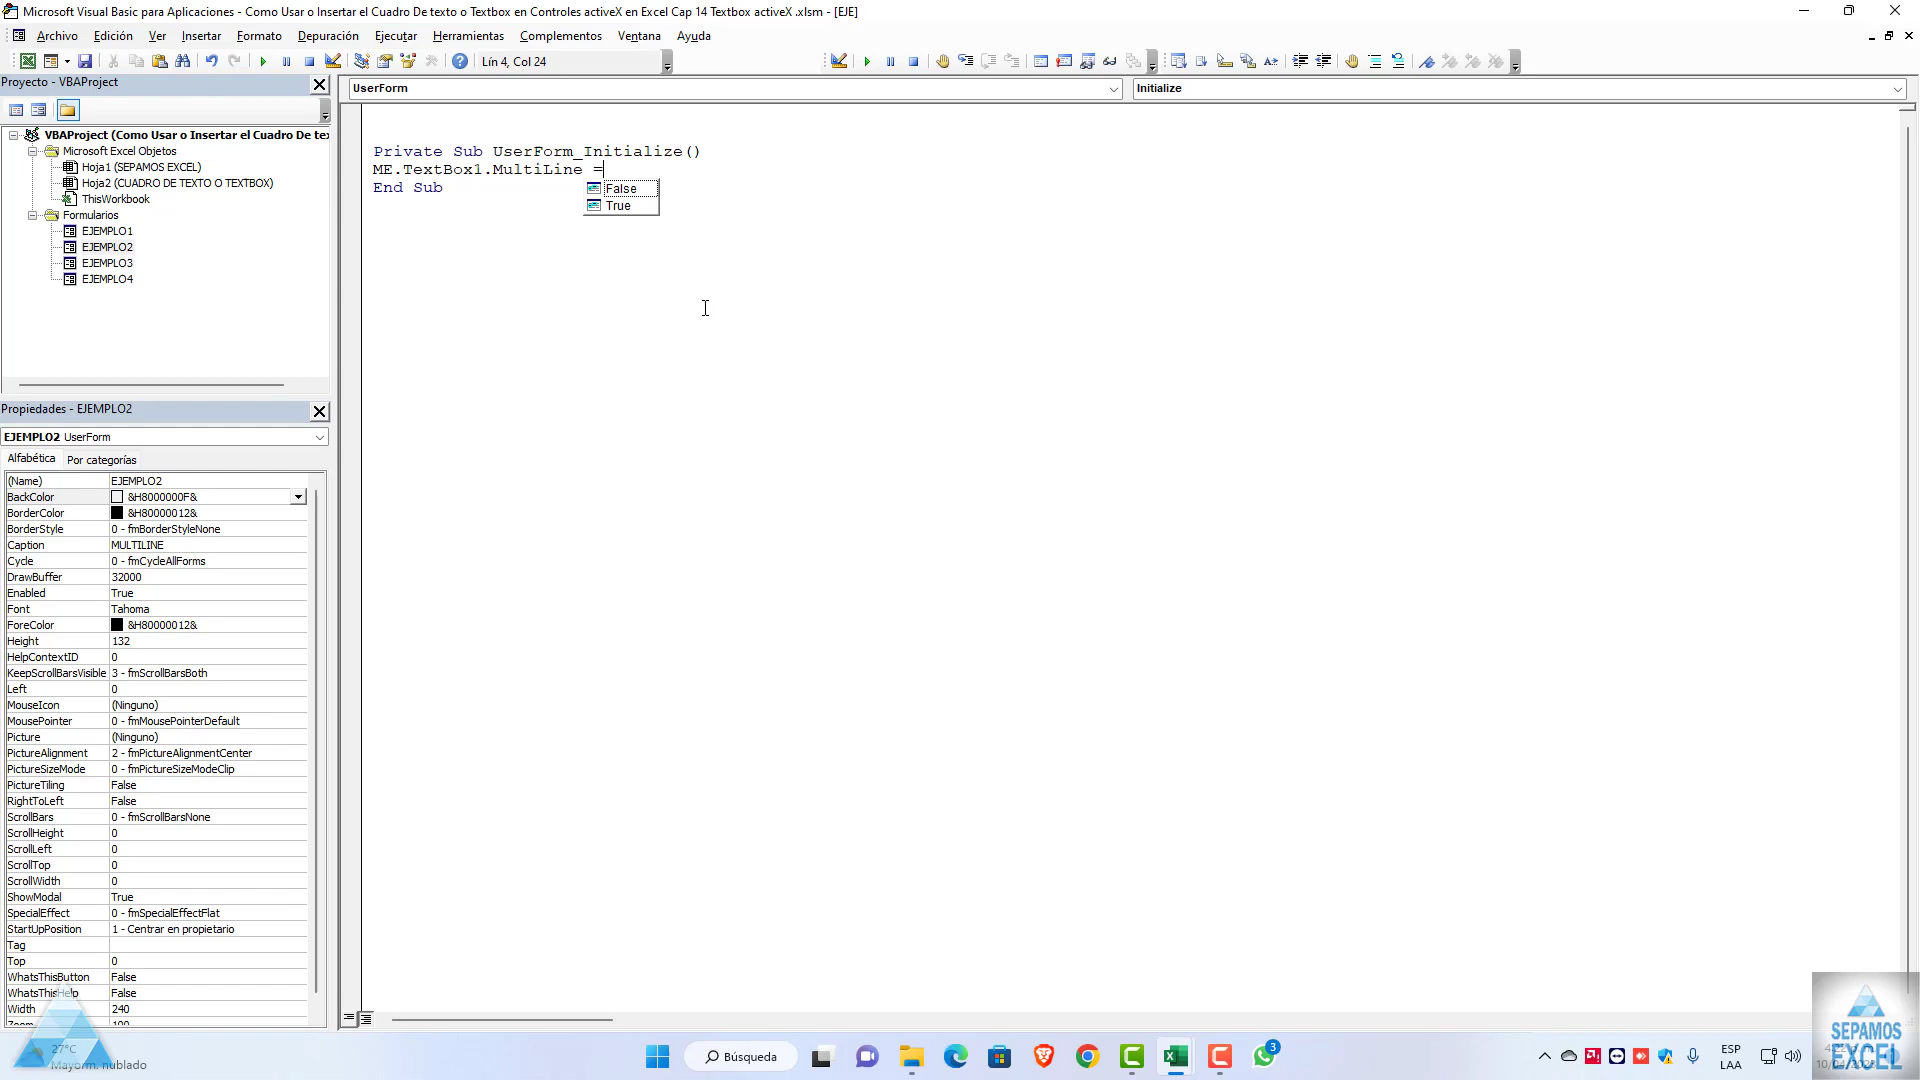 Microsoft Visual Basic para Aplicaciones - Como Usar o Insertar el Cuadro De texto o Textbox en Controles activeX en Excel Cap 14 Textbox activeX .xlsm - [EJE]
Archivo Edición Ver Insertar Formato Depuración Ejecutar Herramientas Complementos Ventana Ayuda
Lín 4, Col 24
Proyecto - VBAProject
UserForm
Initialize
VBAProject (Como Usar o Insertar el Cuadro De te
Microsoft Excel Objetos
Hoja1 (SEPAMOS EXCEL)
Hoja2 (CUADRO DE TEXTO O TEXTBOX)
ThisWorkbook
Formularios
EJEMPLO1
EJEMPLO2
EJEMPLO3
EJEMPLO4
Private Sub UserForm_Initialize()
ME.TextBox1.MultiLine =
End Sub
False
True
Propiedades - EJEMPLO2
EJEMPLO2 UserForm
Alfabética Por categorías
(Name) EJEMPLO2
BackColor &H8000000F&
BorderColor &H80000012&
BorderStyle 0 - fmBorderStyleNone
Caption MULTILINE
Cycle 0 - fmCycleAllForms
DrawBuffer 32000
Enabled True
Font Tahoma
ForeColor &H80000012&
Height 132
HelpContextID 0
KeepScrollBarsVisible 3 - fmScrollBarsBoth
Left 0
MouseIcon (Ninguno)
MousePointer 0 - fmMousePointerDefault
Picture (Ninguno)
PictureAlignment 2 - fmPictureAlignmentCenter
PictureSizeMode 0 - fmPictureSizeModeClip
PictureTiling False
RightToLeft False
ScrollBars 0 - fmScrollBarsNone
ScrollHeight 0
ScrollLeft 0
ScrollTop 0
ScrollWidth 0
ShowModal True
SpecialEffect 0 - fmSpecialEffectFlat
StartUpPosition 1 - Centrar en propietario
Tag
Top 0
WhatsThisButton False
WhatsThisHelp False
Width 240
Zoom 100
27°C
Mayorm. nublado
Búsqueda
3
ESP
LAA
SEPAMOS
EXCEL